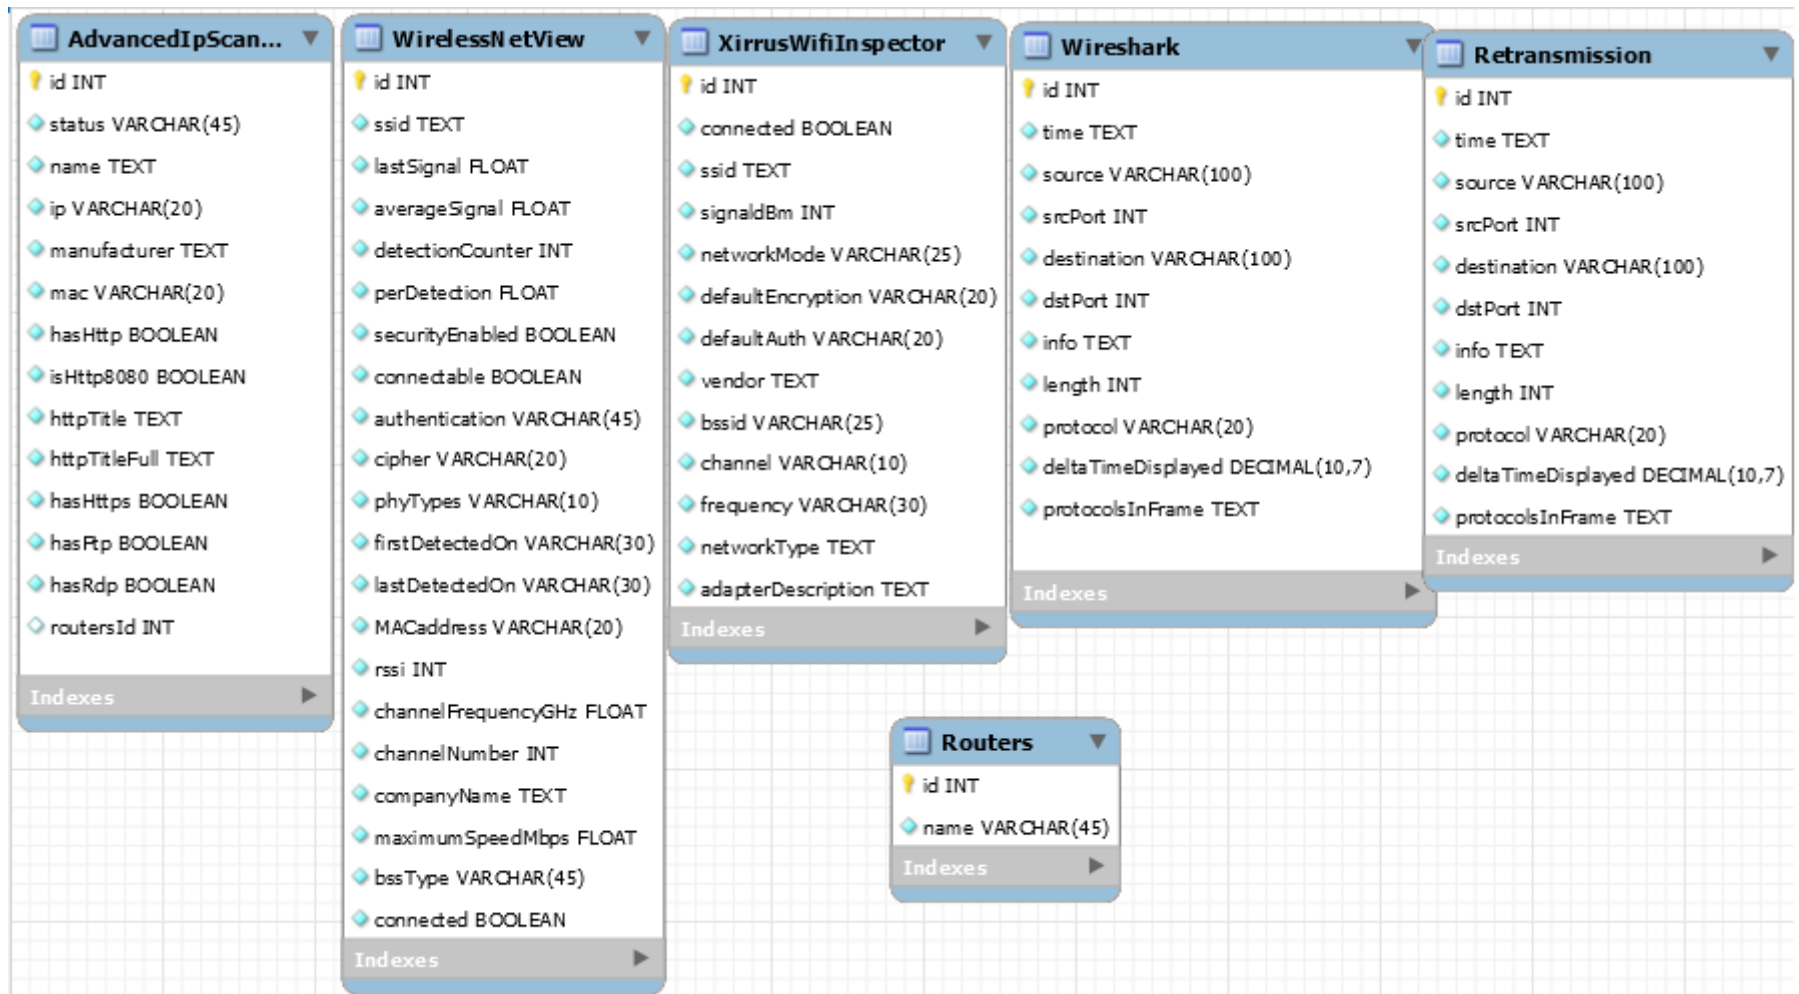 AdvancedIpScan...
id INT
status VARCHAR(45)
name TEXT
ip VARCHAR(20)
manufacturer TEXT
mac VARCHAR(20)
hasHttp BOOLEAN
isHttp8080 BOOLEAN
httpTitle TEXT
httpTitleFull TEXT
hasHttps BOOLEAN
hasFtp BOOLEAN
hasRdp BOOLEAN
routersId INT
Indexes
WirelessNetView
id INT
ssid TEXT
lastSignal FLOAT
averageSignal FLOAT
detectionCounter INT
perDetection FLOAT
securityEnabled BOOLEAN
connectable BOOLEAN
authentication VARCHAR(45)
cipher VARCHAR(20)
phyTypes VARCHAR(10)
firstDetectedOn VARCHAR(30)
lastDetectedOn VARCHAR(30)
MACaddress VARCHAR(20)
rssi INT
channelFrequencyGHz FLOAT
channelNumber INT
companyName TEXT
maximumSpeedMbps FLOAT
bssType VARCHAR(45)
connected BOOLEAN
Indexes
XirrusWifiInspector
id INT
connected BOOLEAN
ssid TEXT
signaldBm INT
networkMode VARCHAR(25)
defaultEncryption VARCHAR(20)
defaultAuth VARCHAR(20)
vendor TEXT
bssid VARCHAR(25)
channel VARCHAR(10)
frequency VARCHAR(30)
networkType TEXT
adapterDescription TEXT
Indexes
Wireshark
id INT
time TEXT
source VARCHAR(100)
srcPort INT
destination VARCHAR(100)
dstPort INT
info TEXT
length INT
protocol VARCHAR(20)
deltaTimeDisplayed DECIMAL(10,7)
protocolsInFrame TEXT
Indexes
Retransmission
id INT
time TEXT
source VARCHAR(100)
srcPort INT
destination VARCHAR(100)
dstPort INT
info TEXT
length INT
protocol VARCHAR(20)
deltaTimeDisplayed DECIMAL(10,7)
protocolsInFrame TEXT
Indexes
Routers
id INT
name VARCHAR(45)
Indexes